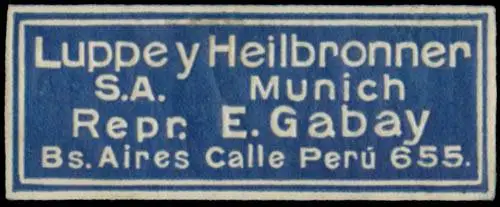 Luppe y Heilbronner
S.A. Munich
Repr. E. Gabay
Bs. Aires Calle Perú 655.